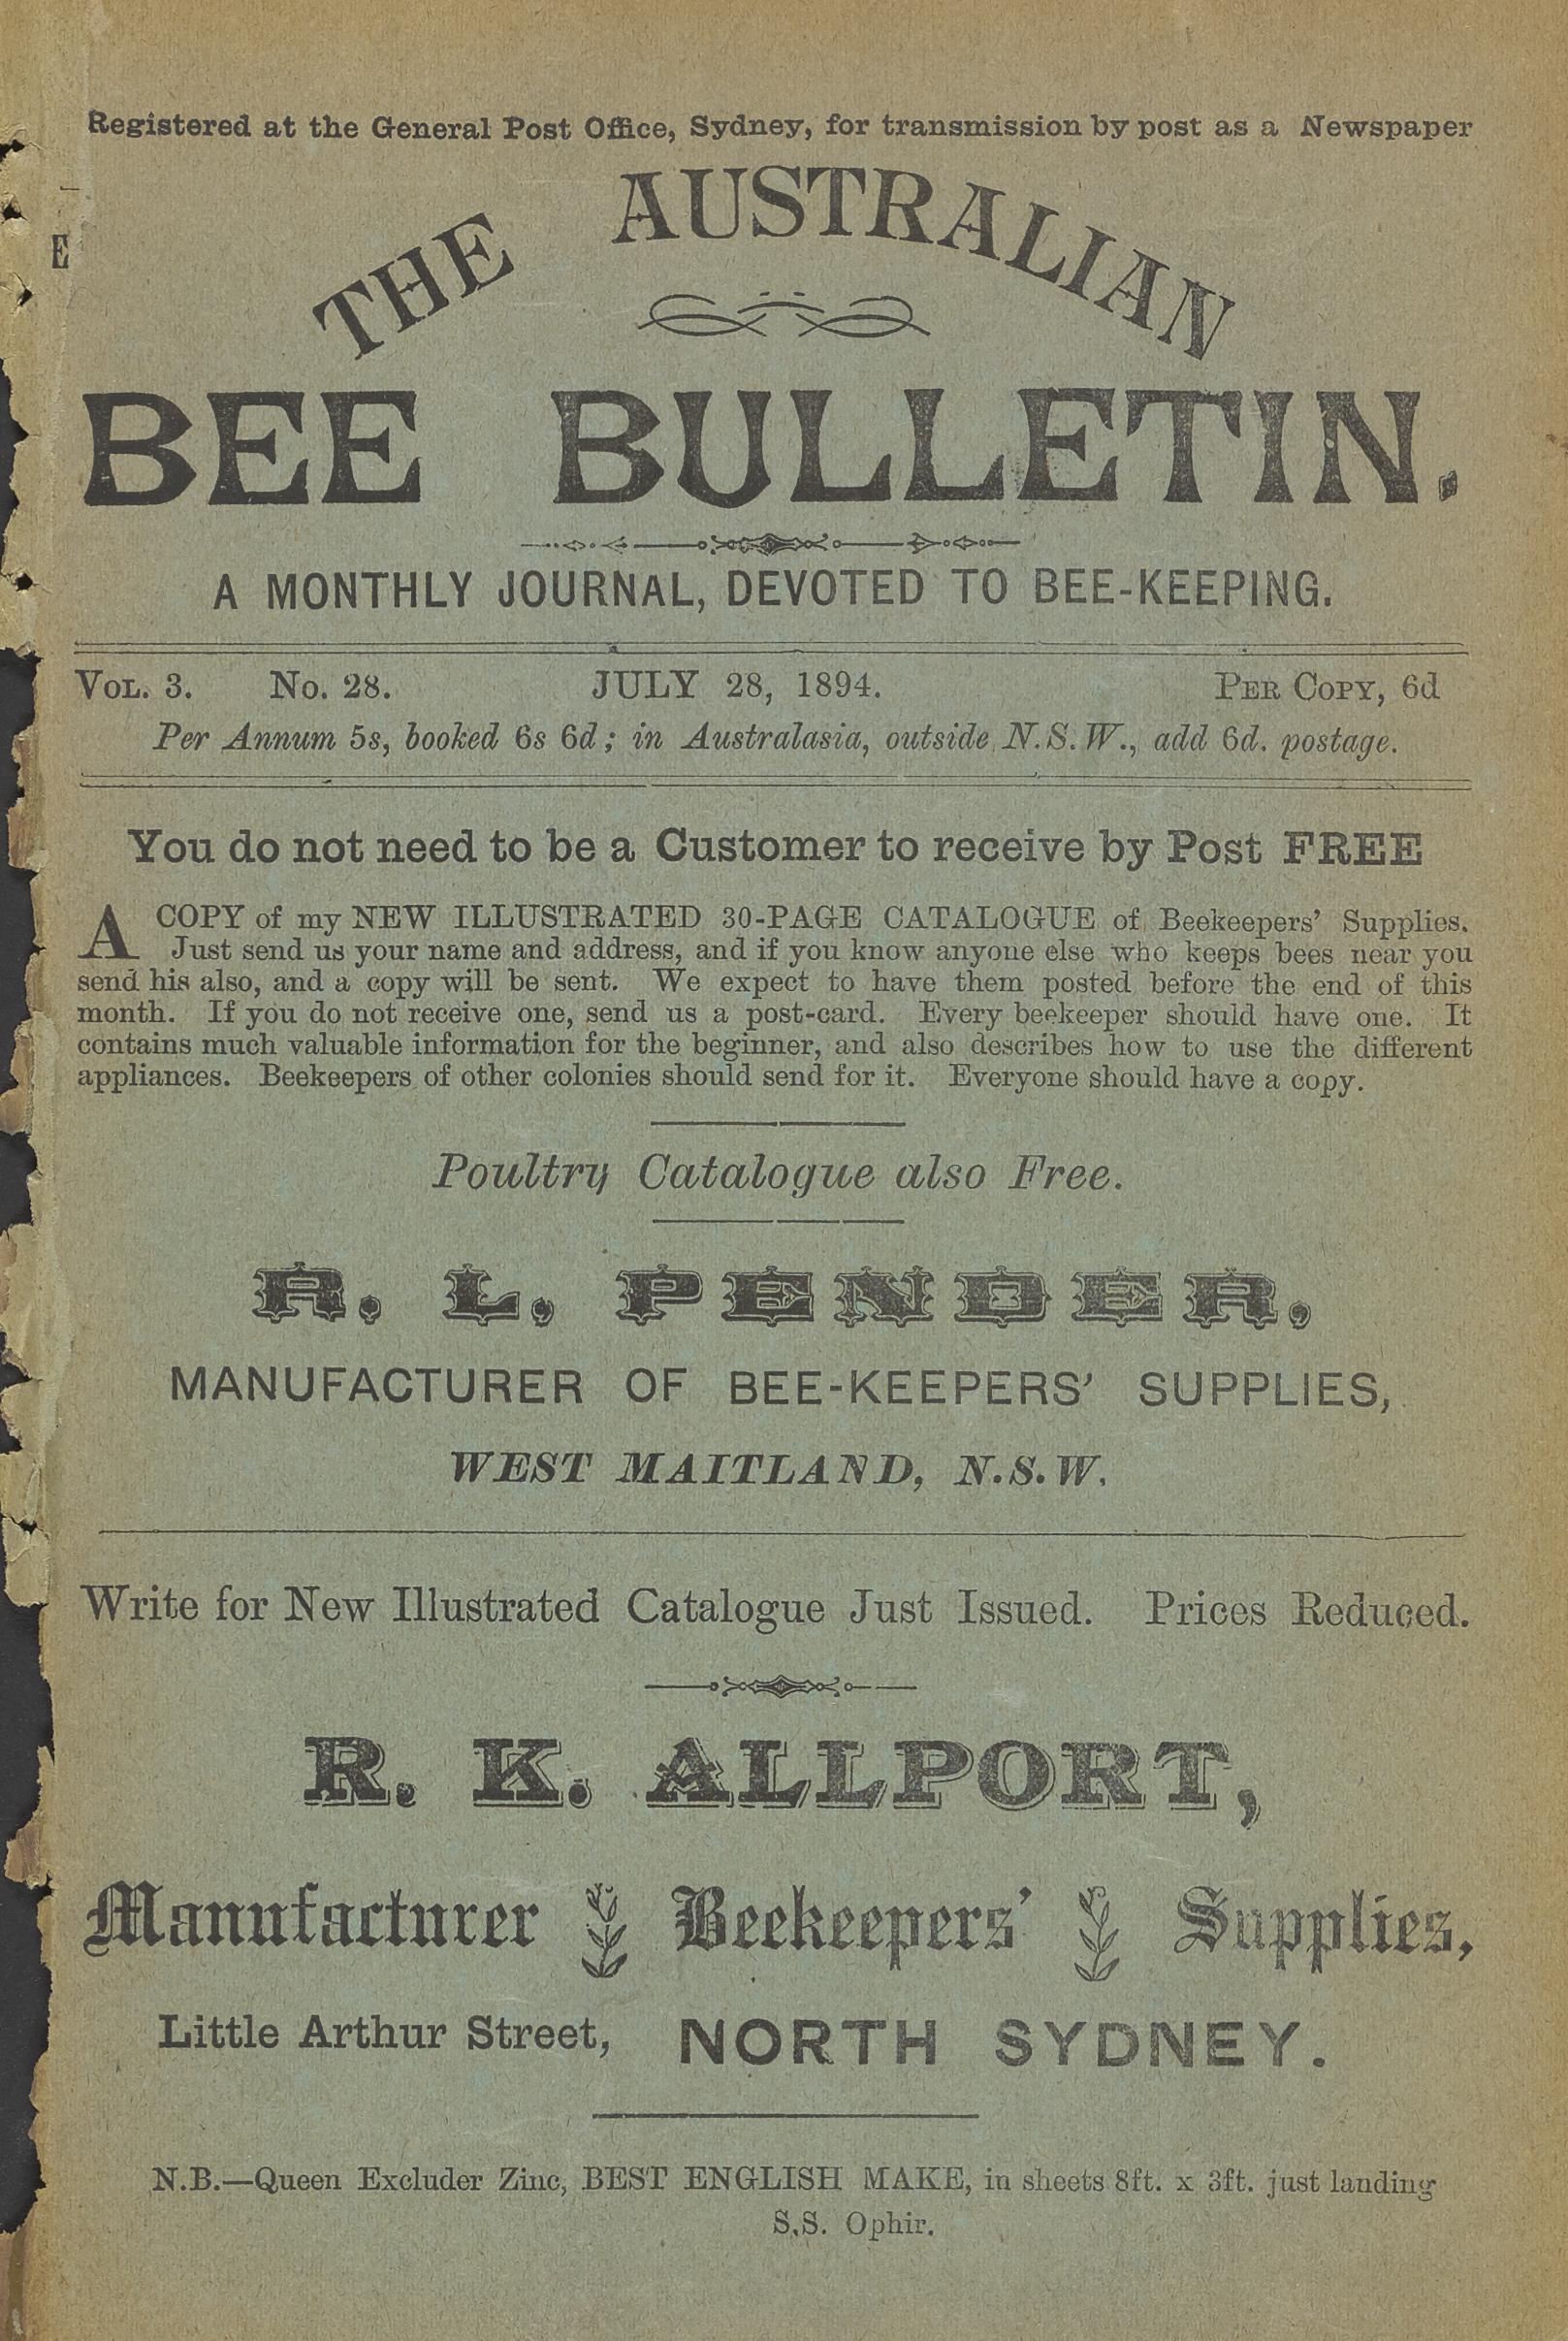 Registered at the General Post Office, Sydney, for transmission by post as a Newspaper
E
THE AUSTRALIAN
BEE BULLETIN.
A MONTHLY JOURNAL, DEVOTED TO BEE-KEEPING.
VOL. 3. No. 28. JULY 28, 1894. PER COPY, 6d
Per Annum 5s, booked 6s 6d; in Australasia, outside N.S.W., add 6d. postage.
You do not need to be a Customer to receive by Post FREE
A COPY of my NEW ILLUSTRATED 30-PAGE CATALOGUE of Beekeepers' Supplies.
Just send us your name and address, and if you know anyone else who keeps bees near you
send his also, and a copy will be sent. We expect to have them posted before the end of this
month. If you do not receive one, send us a post-card. Every beekeeper should have one. It
contains much valuable information for the beginner, and also describes how to use the different
appliances. Beekeepers of other colonies should send for it. Everyone should have a copy.
Poultry Catalogue also Free.
R. L. PENDER,
MANUFACTURER OF BEE-KEEPERS' SUPPLIES,
WEST MAITLAND, N.S.W.
Write for New Illustrated Catalogue Just Issued. Prices Reduced.
R. K. ALLPORT,
Manufacturer Beekeepers' Supplies,
Little Arthur Street, NORTH SYDNEY.
N.B.—Queen Excluder Zinc, BEST ENGLISH MAKE, in sheets 8ft. x 3ft. just landing
S.S. Ophir.